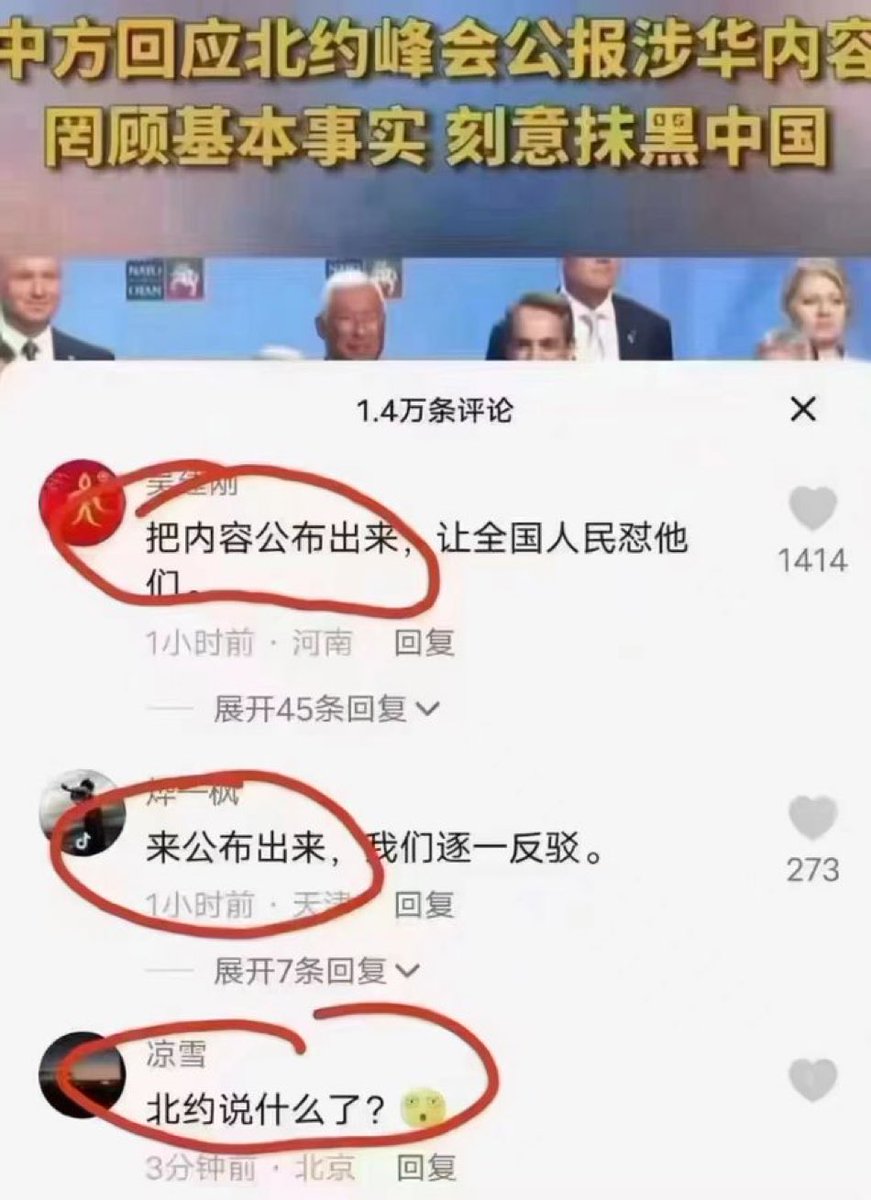 中方回应北约峰会公报涉华内容
罔顾基本事实 刻意抹黑中国
NATO
OTAN
1.4万条评论
把内容公布出来，让全国人民怼他
们。
1414
1小时前 · 河南 回复
展开45条回复
烨一枫
来公布出来，我们逐一反驳。
273
1小时前 · 天津 回复
展开7条回复
凉雪
北约说什么了？
3分钟前 · 北京 回复